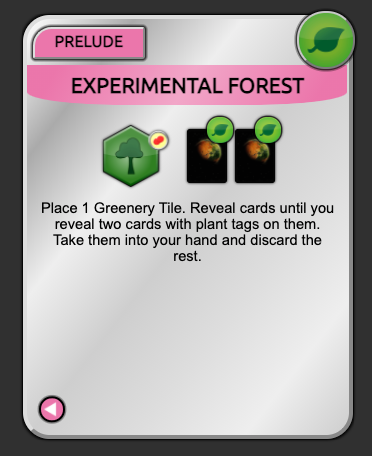 PRELUDE
EXPERIMENTAL FOREST
Place 1 Greenery Tile. Reveal cards until you
reveal two cards with plant tags on them.
Take them into your hand and discard the
rest.